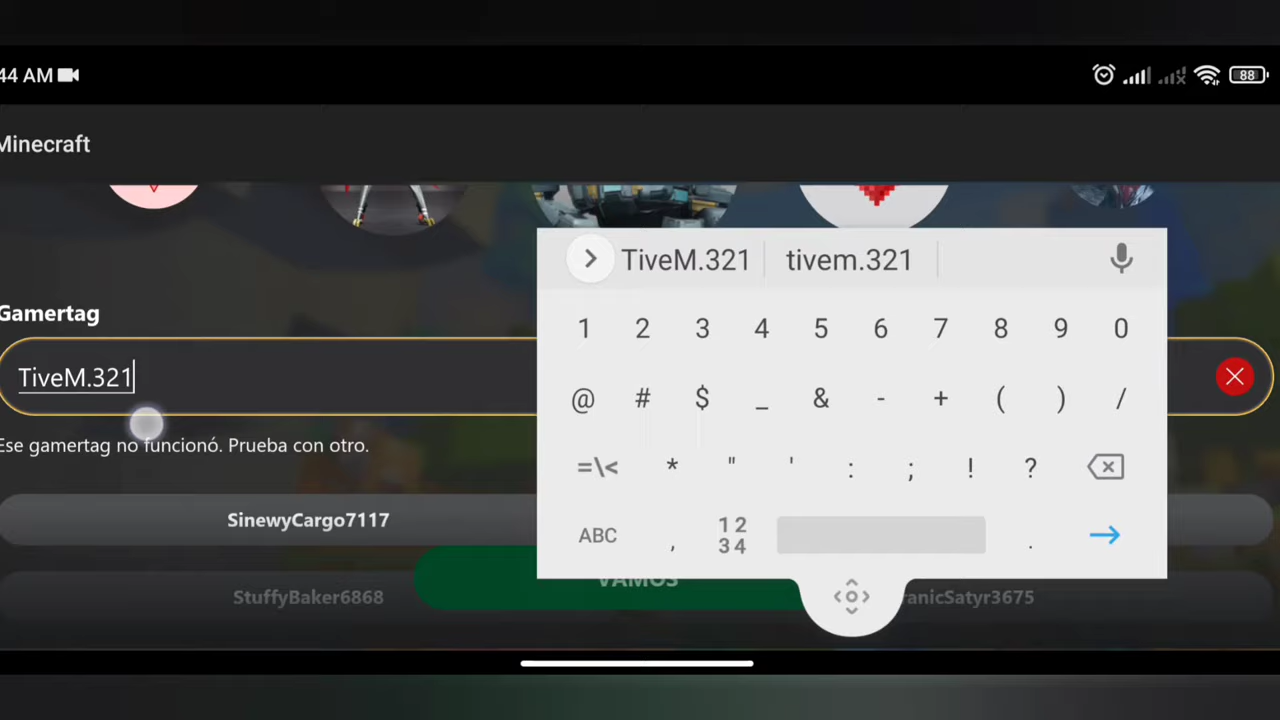 44 AM
88
Minecraft
Gamertag
TiveM.321
Ese gamertag no funcionó. Prueba con otro.
SinewyCargo7117
StuffyBaker6868
VAMOS
ranicSatyr3675
TiveM.321 tivem.321
1 2 3 4 5 6 7 8 9 0
@ # $ _ & - + ( ) /
=\< * " ' : ; ! ?
ABC , 12 34 .